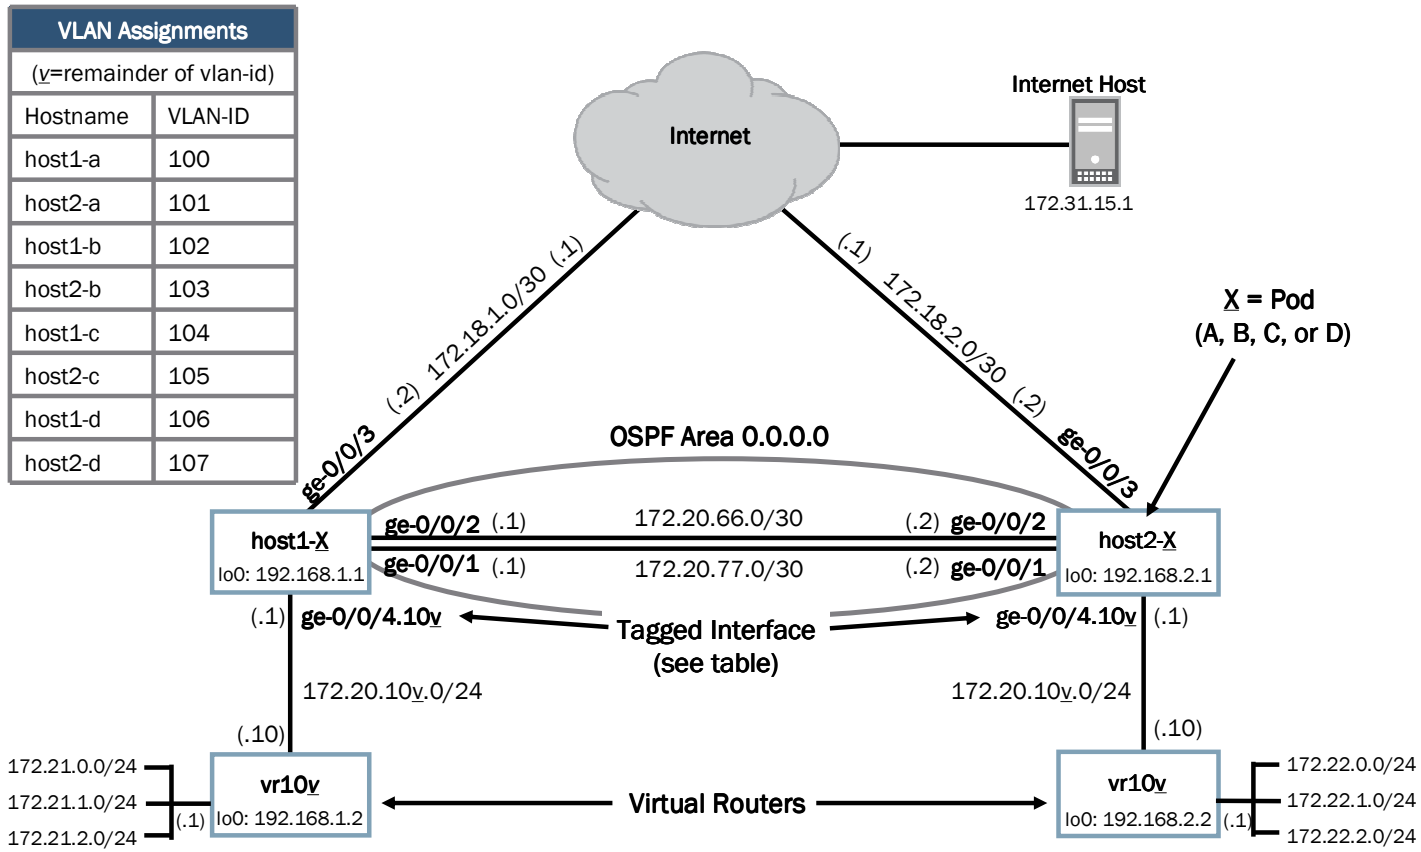 VLAN Assignments
(v=remainder of vlan-id)
Hostname VLAN-ID
host1-a 100
host2-a 101
host1-b 102
host2-b 103
host1-c 104
host2-c 105
host1-d 106
host2-d 107
Internet
Internet Host
172.31.15.1
(.1)
172.18.1.0/30
(.2)
ge-0/0/3
(.1)
172.18.2.0/30
(.2)
ge-0/0/3
X = Pod
(A, B, C, or D)
OSPF Area 0.0.0.0
host1-X
lo0: 192.168.1.1
ge-0/0/2 (.1) 172.20.66.0/30 (.2) ge-0/0/2
ge-0/0/1 (.1) 172.20.77.0/30 (.2) ge-0/0/1
host2-X
lo0: 192.168.2.1
(.1) ge-0/0/4.10v
Tagged Interface
(see table)
ge-0/0/4.10v (.1)
172.20.10v.0/24
172.20.10v.0/24
(.10)
(.10)
172.21.0.0/24
172.21.1.0/24
172.21.2.0/24
(.1)
vr10v
lo0: 192.168.1.2
Virtual Routers
vr10v
lo0: 192.168.2.2
(.1)
172.22.0.0/24
172.22.1.0/24
172.22.2.0/24